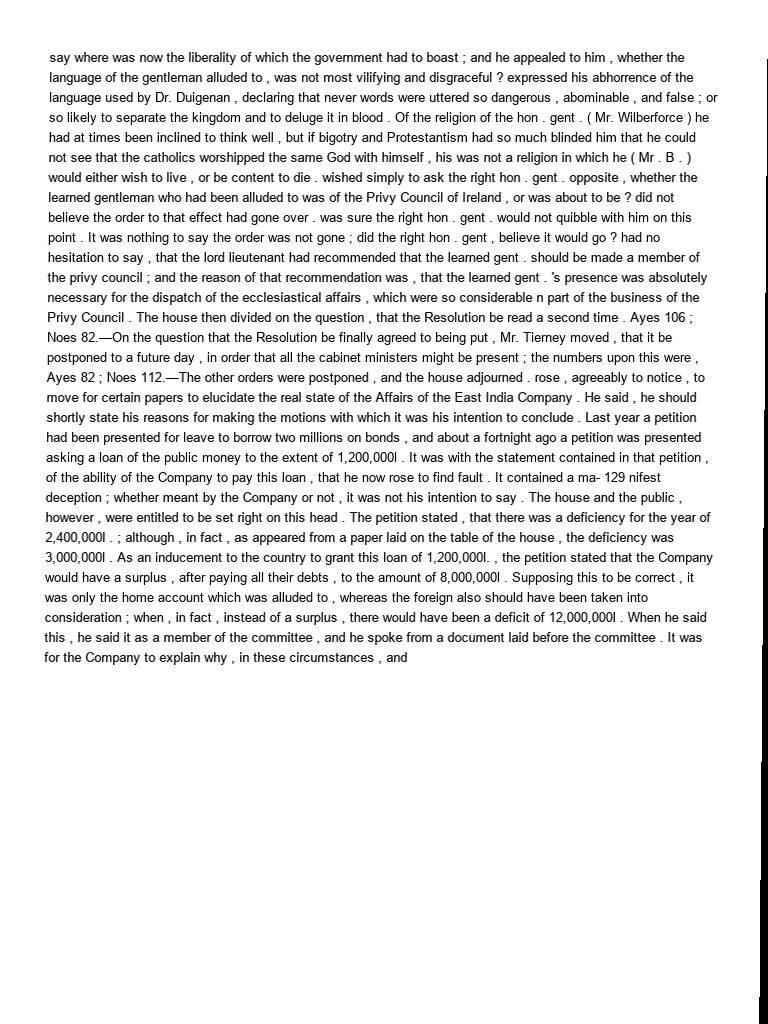 say where was now the liberality of which the government had to boast ; and he appealed to him , whether the
language of the gentleman alluded to , was not most vilifying and disgraceful ? expressed his abhorrence of the
language used by Dr. Duigenan , declaring that never words were uttered so dangerous , abominable , and false ; or
so likely to separate the kingdom and to deluge it in blood . Of the religion of the hon . gent . ( Mr. Wilberforce ) he
had at times been inclined to think well , but if bigotry and Protestantism had so much blinded him that he could
not see that the catholics worshipped the same God with himself , his was not a religion in which he ( Mr . B . )
would either wish to live , or be content to die . wished simply to ask the right hon . gent . opposite , whether the
learned gentleman who had been alluded to was of the Privy Council of Ireland , or was about to be ? did not
believe the order to that effect had gone over . was sure the right hon . gent . would not quibble with him on this
point . It was nothing to say the order was not gone ; did the right hon . gent , believe it would go ? had no
hesitation to say , that the lord lieutenant had recommended that the learned gent . should be made a member of
the privy council ; and the reason of that recommendation was , that the learned gent . 's presence was absolutely
necessary for the dispatch of the ecclesiastical affairs , which were so considerable n part of the business of the
Privy Council . The house then divided on the question , that the Resolution be read a second time . Ayes 106 ;
Noes 82.—On the question that the Resolution be finally agreed to being put , Mr. Tierney moved , that it be
postponed to a future day , in order that all the cabinet ministers might be present ; the numbers upon this were ,
Ayes 82 ; Noes 112.—The other orders were postponed , and the house adjourned . rose , agreeably to notice , to
move for certain papers to elucidate the real state of the Affairs of the East India Company . He said , he should
shortly state his reasons for making the motions with which it was his intention to conclude . Last year a petition
had been presented for leave to borrow two millions on bonds , and about a fortnight ago a petition was presented
asking a loan of the public money to the extent of 1,200,000l . It was with the statement contained in that petition ,
of the ability of the Company to pay this loan , that he now rose to find fault . It contained a ma- 129 nifest
deception ; whether meant by the Company or not , it was not his intention to say . The house and the public ,
however , were entitled to be set right on this head . The petition stated , that there was a deficiency for the year of
2,400,000l . ; although , in fact , as appeared from a paper laid on the table of the house , the deficiency was
3,000,000l . As an inducement to the country to grant this loan of 1,200,000l. , the petition stated that the Company
would have a surplus , after paying all their debts , to the amount of 8,000,000l . Supposing this to be correct , it
was only the home account which was alluded to , whereas the foreign also should have been taken into
consideration ; when , in fact , instead of a surplus , there would have been a deficit of 12,000,000l . When he said
this , he said it as a member of the committee , and he spoke from a document laid before the committee . It was
for the Company to explain why , in these circumstances , and